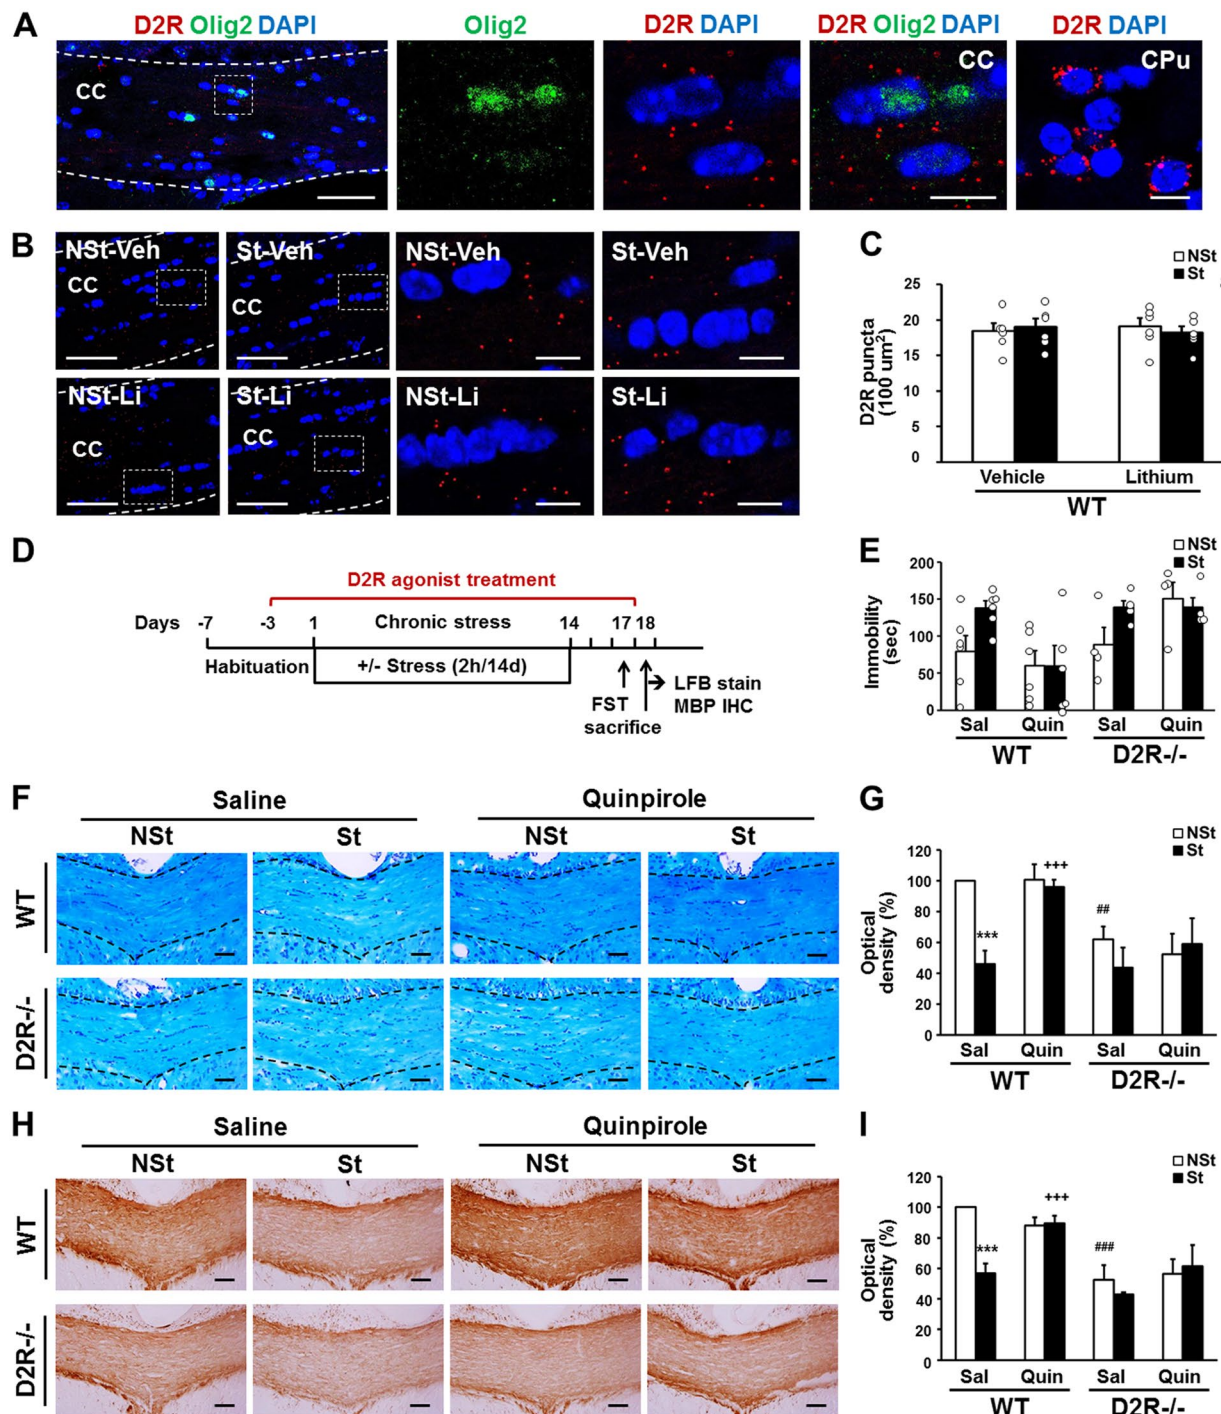 A
D2R Olig2 DAPI
CC
Olig2
D2R DAPI
D2R Olig2 DAPI
CC
D2R DAPI
CPu
B
NSt-Veh
CC
St-Veh
CC
NSt-Veh
St-Veh
NSt-Li
CC
St-Li
CC
NSt-Li
St-Li
C
NSt
St
D2R puncta
(100 um²)
25
20
15
10
5
0
Vehicle
Lithium
WT
D
D2R agonist treatment
Days
-7
-3
1
Chronic stress
14
17
18
Habituation
+/- Stress (2h/14d)
FST
sacrifice
LFB stain
MBP IHC
E
NSt
St
Immobility
(sec)
200
150
100
50
0
Sal
Quin
Sal
Quin
WT
D2R-/-
F
Saline
Quinpirole
NSt
St
NSt
St
WT
D2R-/-
G
NSt
St
Optical
density (%)
120
100
80
60
40
20
0
***
+++
##
Sal
Quin
Sal
Quin
WT
D2R-/-
H
Saline
Quinpirole
NSt
St
NSt
St
WT
D2R-/-
I
NSt
St
Optical
density (%)
120
100
80
60
40
20
0
***
+++
###
Sal
Quin
Sal
Quin
WT
D2R-/-